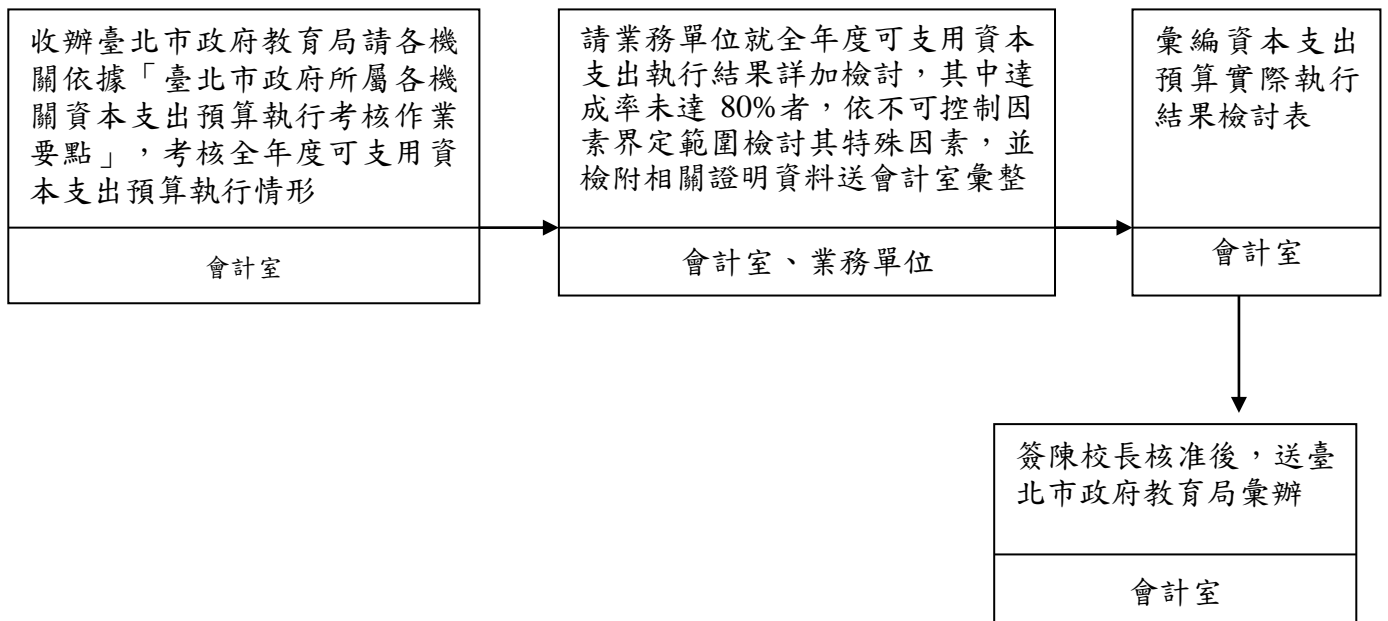 收辦臺北市政府教育局請各機
關依據「臺北市政府所屬各機
關資本支出預算執行考核作業
要點」，考核全年度可支用資
本支出預算執行情形
會計室
請業務單位就全年度可支用資本
支出執行結果詳加檢討，其中達
成率未達 80%者，依不可控制因
素界定範圍檢討其特殊因素，並
檢附相關證明資料送會計室彙整
會計室、業務單位
彙編資本支出
預算實際執行
結果檢討表
會計室
簽陳校長核准後，送臺
北市政府教育局彙辦
會計室